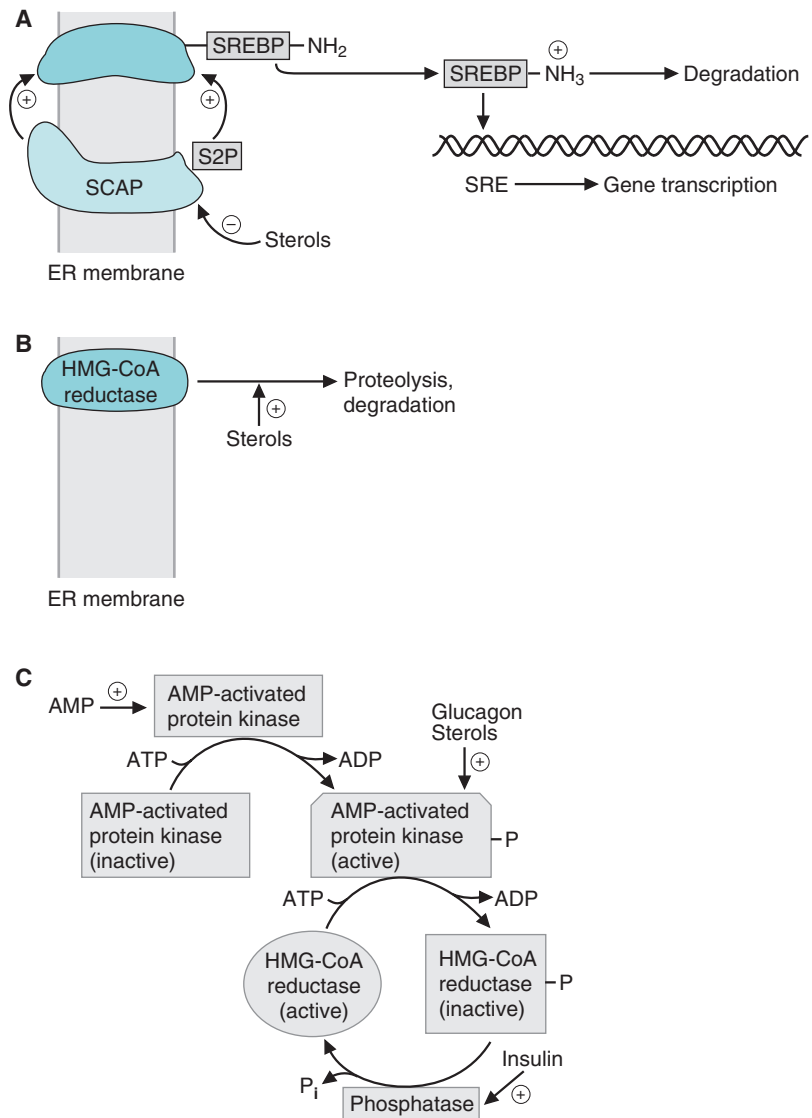 A
SREBP NH2
SREBP NH3 Degradation
+
+
+
S2P
SCAP
SRE Gene transcription
−
Sterols
ER membrane
B
HMG-CoA
reductase
Proteolysis,
degradation
+
Sterols
ER membrane
C
AMP
+
AMP-activated
protein kinase
Glucagon
Sterols
+
ATP
ADP
AMP-activated
protein kinase
(inactive)
AMP-activated
protein kinase
(active)
P
ATP
ADP
HMG-CoA
reductase
(active)
HMG-CoA
reductase
(inactive)
P
Insulin
+
Pi
Phosphatase